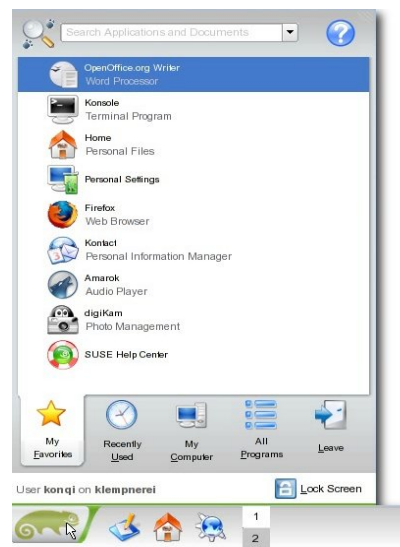 Search Applications and Documents
OpenOffice.org Writer
Word Processor
Konsole
Terminal Program
Home
Personal Files
Personal Settings
Firefox
Web Browser
Kontact
Personal Information Manager
Amarok
Audio Player
digiKam
Photo Management
SUSE Help Center
My Favorites
Recently Used
My Computer
All Programs
Leave
User konqi on klempnerei
Lock Screen
1
2